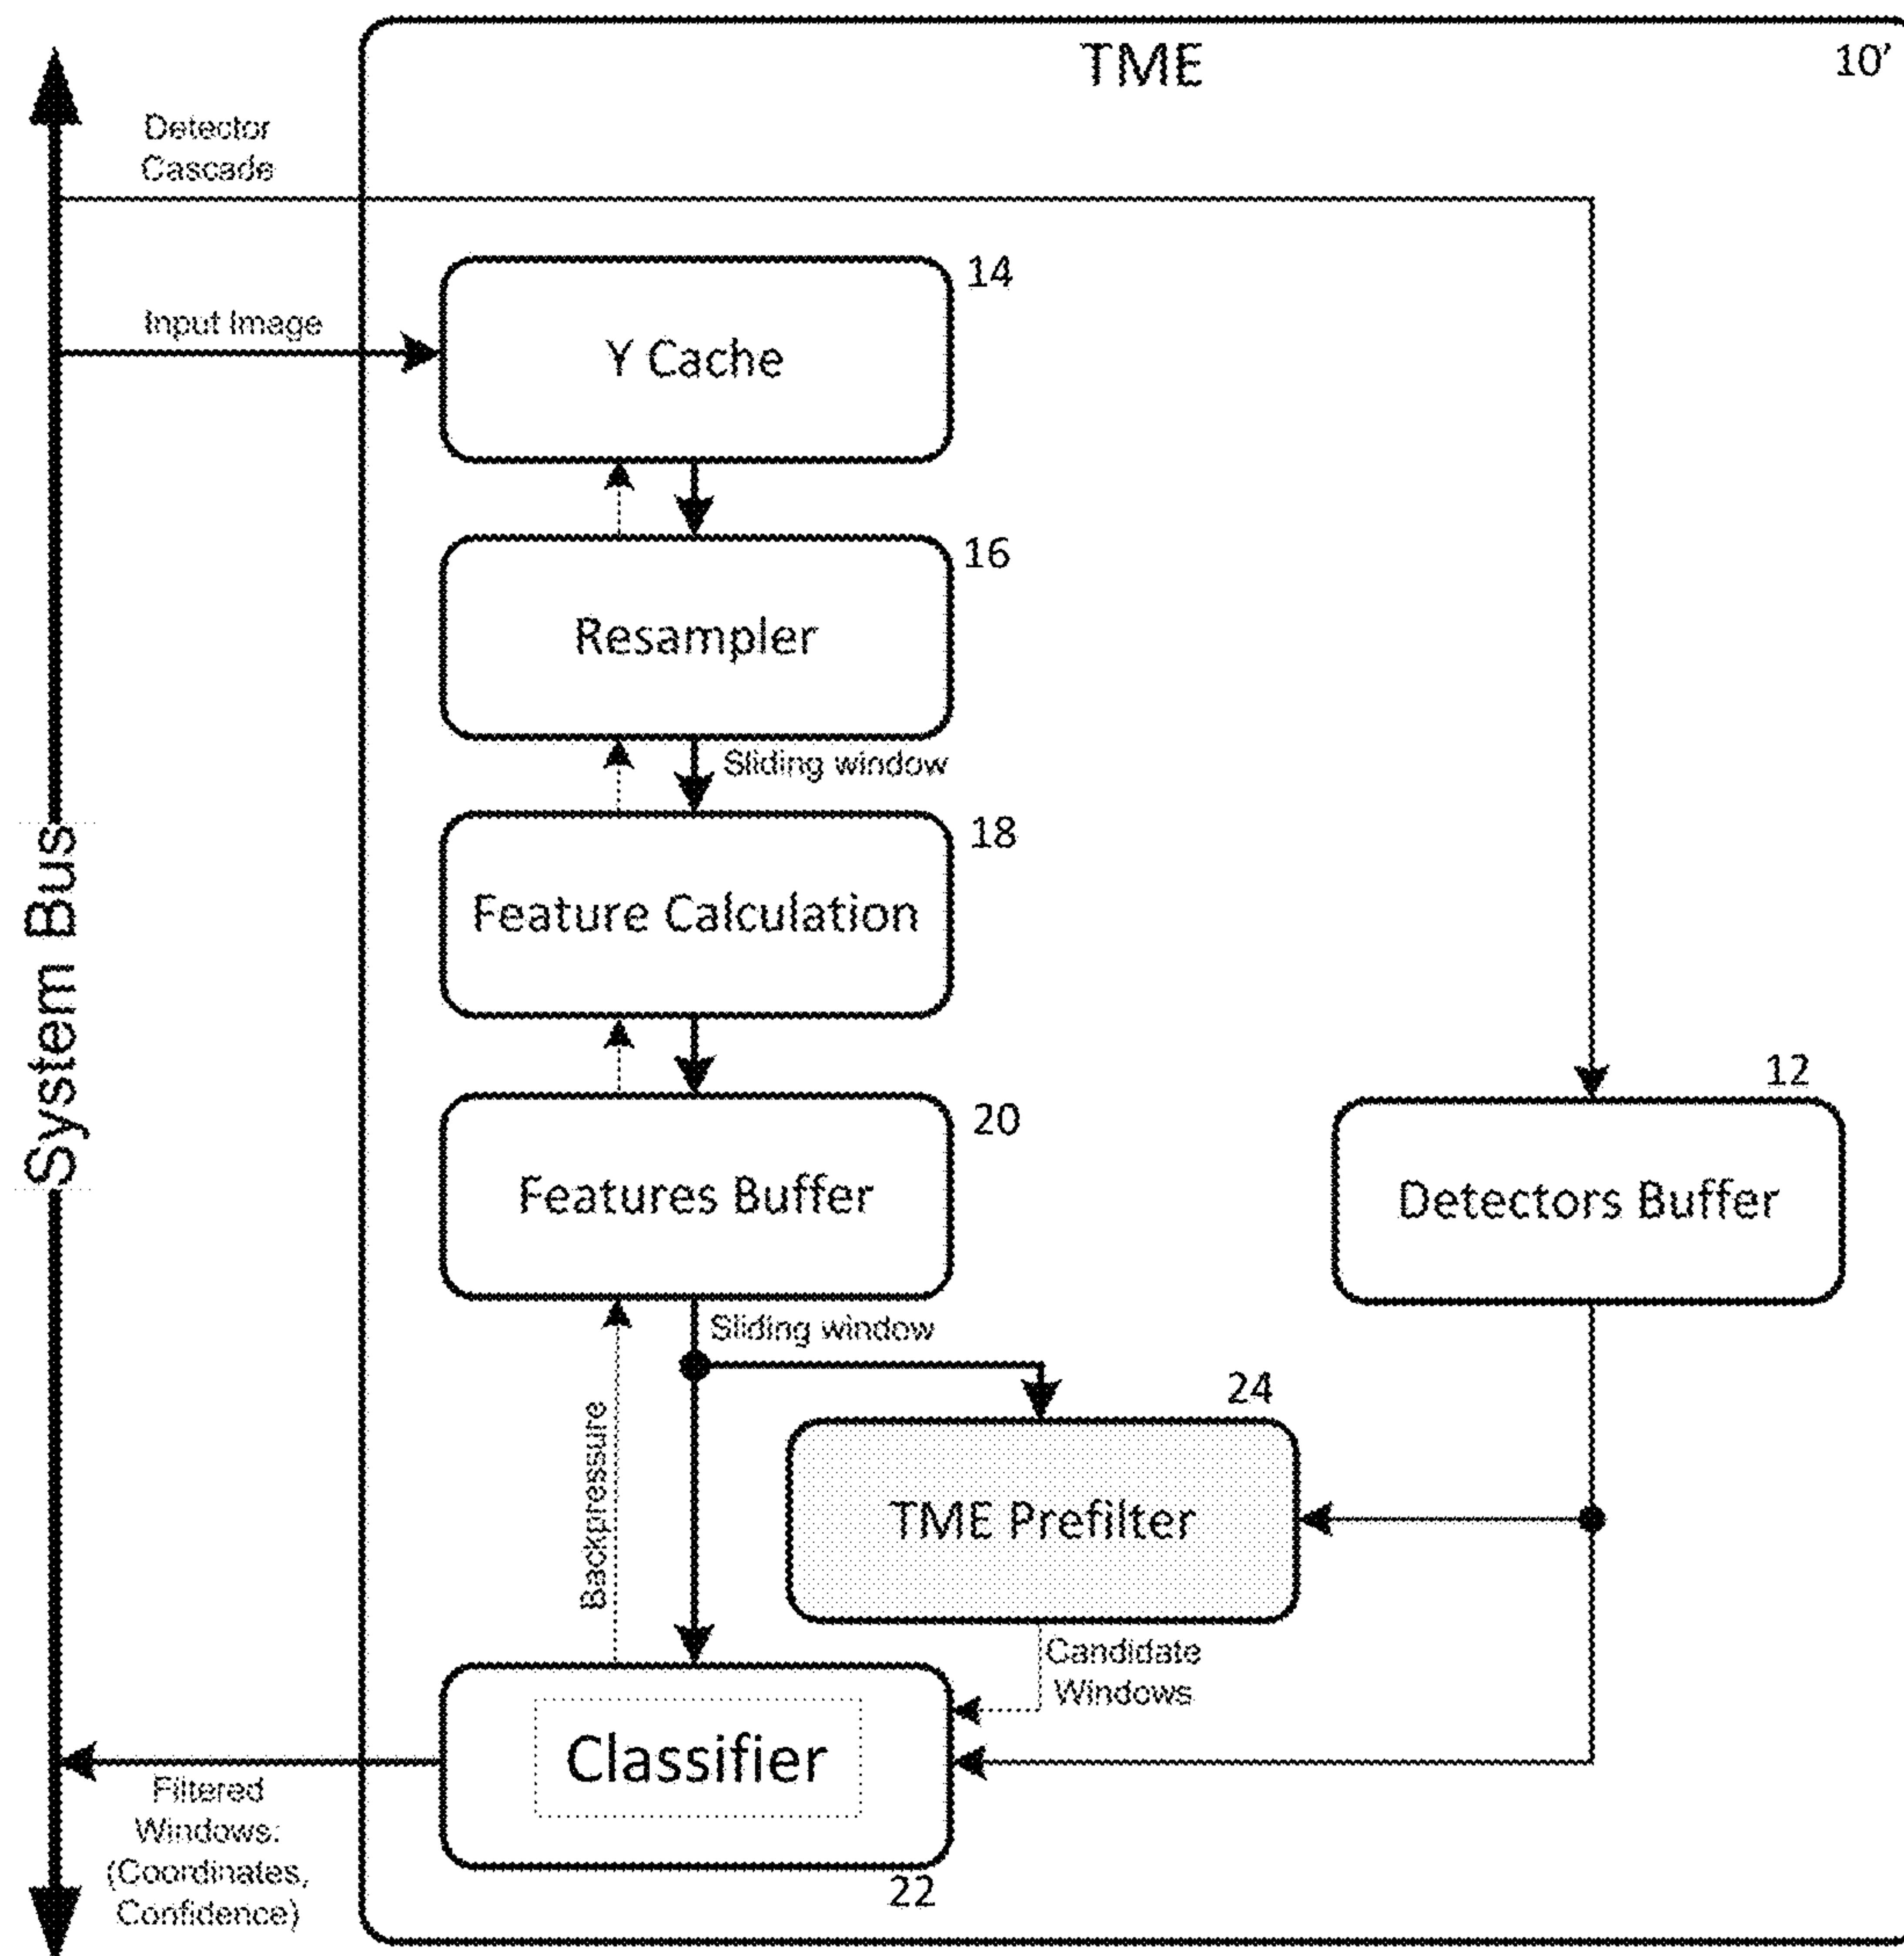 TME
10'
Detector
Cascade
14
Input Image
Y Cache
16
Resampler
Sliding window
18
Feature Calculation
System Bus
12
20
Features Buffer
Detectors Buffer
Sliding window
24
Backpressure
TME Prefilter
Candidate
Windows
Classifier
Filtered
Windows:
(Coordinates,
Confidence)
22